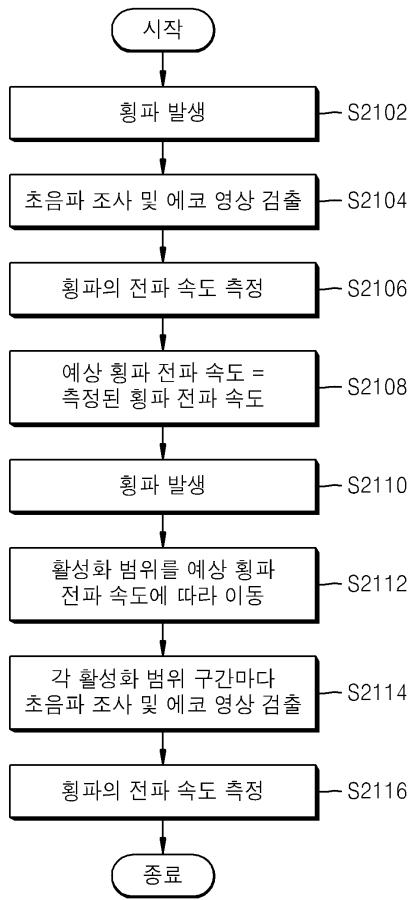 시작
횡파 발생
S2102
초음파 조사 및 에코 영상 검출
S2104
횡파의 전파 속도 측정
S2106
예상 횡파 전파 속도 =
측정된 횡파 전파 속도
S2108
횡파 발생
S2110
활성화 범위를 예상 횡파
전파 속도에 따라 이동
S2112
각 활성화 범위 구간마다
초음파 조사 및 에코 영상 검출
S2114
횡파의 전파 속도 측정
S2116
종료